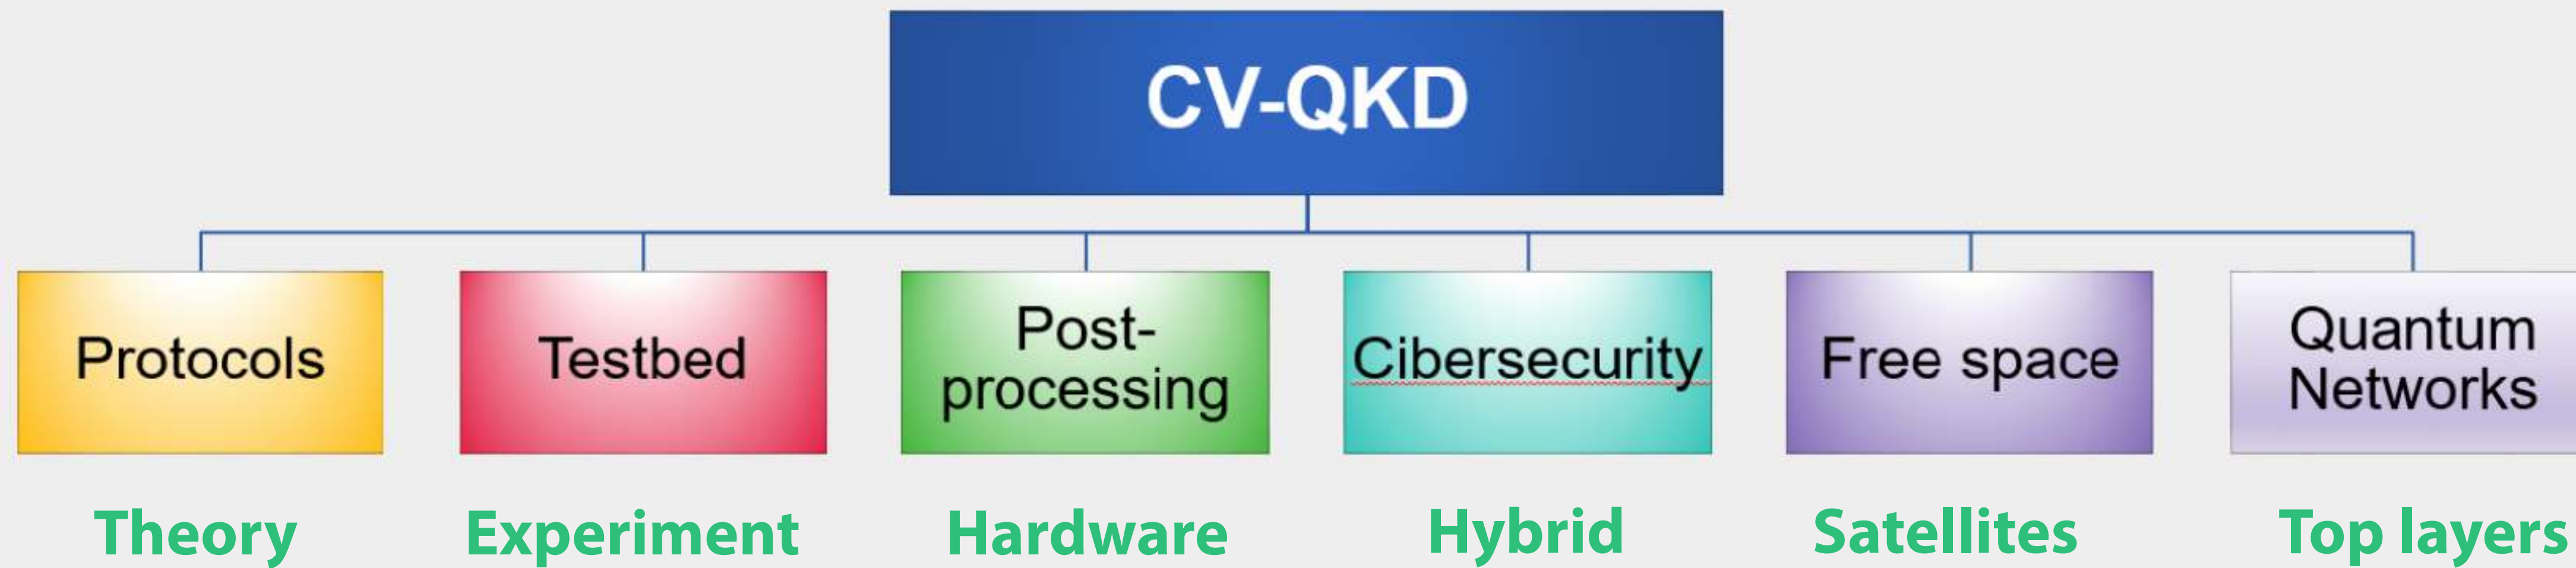 CV-QKD
Protocols
Testbed
Post-
processing
Cibersecurity
Free space
Quantum
Networks
Theory
Experiment
Hardware
Hybrid
Satellites
Top layers